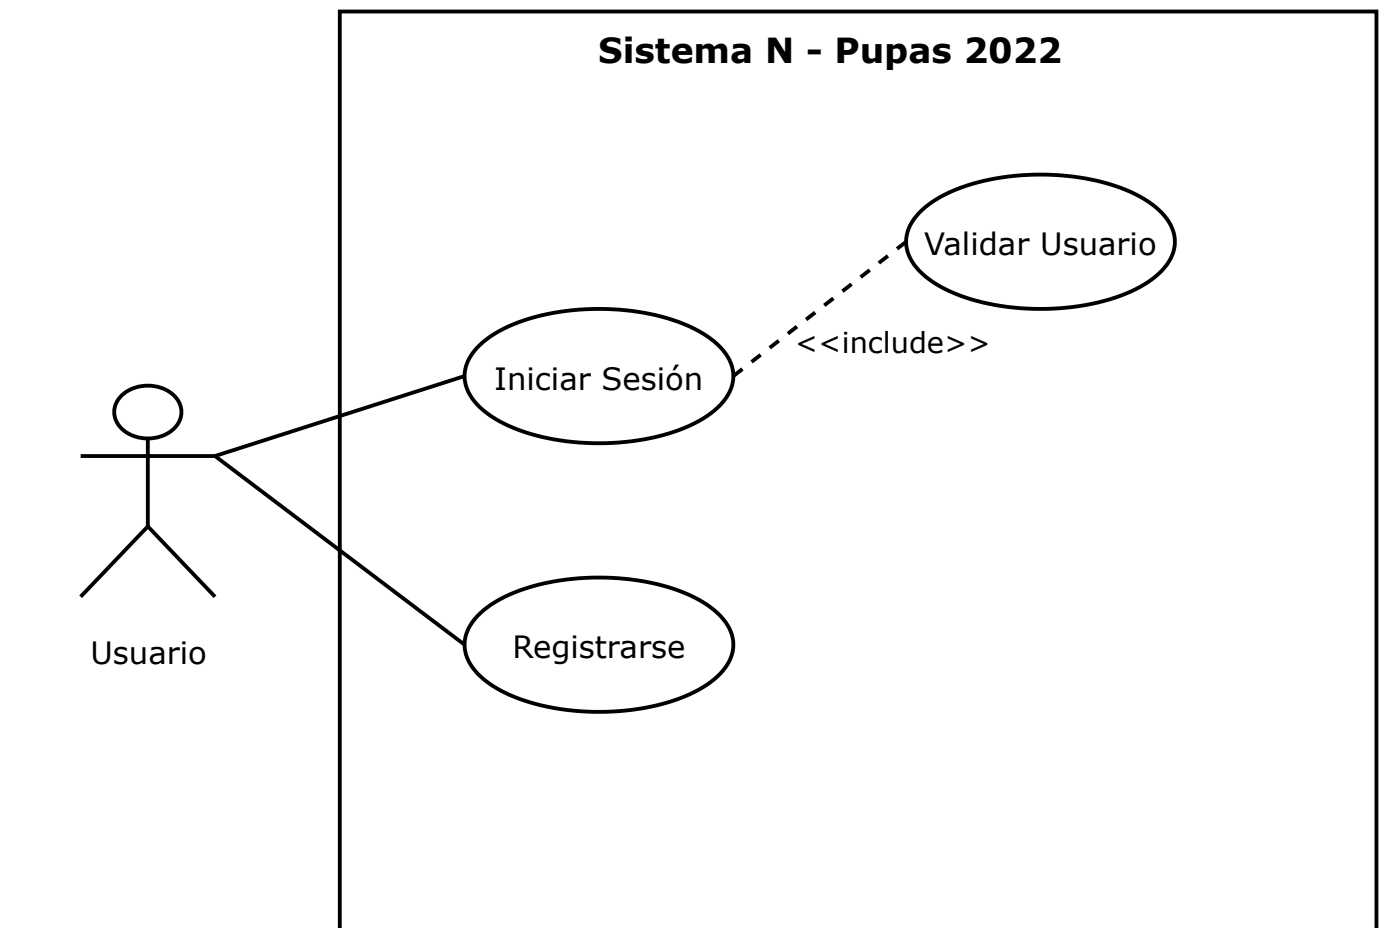 Sistema N - Pupas 2022
Validar Usuario
<<include>>
Iniciar Sesión
Registrarse
Usuario